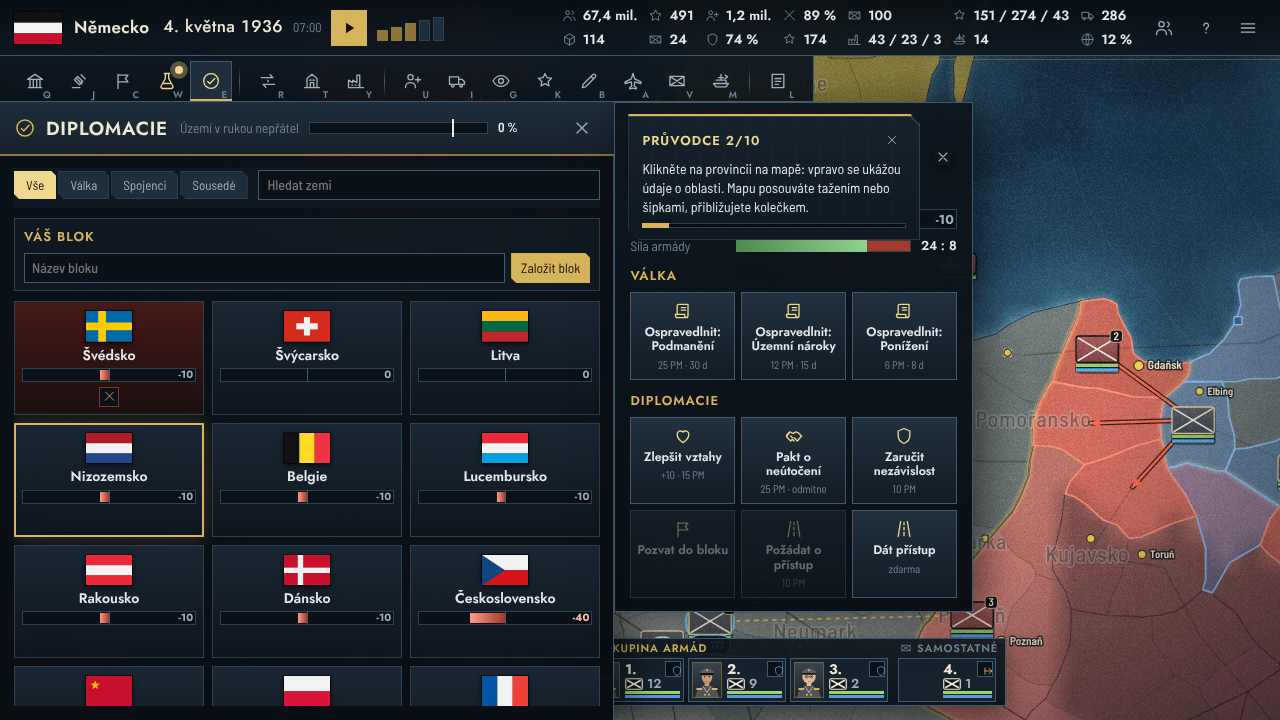 Německo 4. května 1936 07:00
67,4 mil. 491 1,2 mil. 89 % 100 151 / 274 / 43 286
114 24 74 % 174 43 / 23 / 3 14 12 %
?
Q J C W E R T Y U I G K B A V M L
DIPLOMACIE Území v rukou nepřátel 0 %
Vše Válka Spojenci Sousedé Hledat zemi
VÁŠ BLOK
Název bloku Založit blok
Švédsko
-10
Švýcarsko
0
Litva
0
Nizozemsko
-10
Belgie
-10
Lucembursko
-10
Rakousko
-10
Dánsko
-10
Československo
-40
PRŮVODCE 2/10
Klikněte na provincii na mapě: vpravo se ukážou
údaje o oblasti. Mapu posouváte tažením nebo
šipkami, přibližujete kolečkem.
-10
Síla armády 24 : 8
VÁLKA
Ospravedlnit:
Podmanění
25 PM · 30 d
Ospravedlnit:
Územní nároky
12 PM · 15 d
Ospravedlnit:
Ponížení
6 PM · 8 d
DIPLOMACIE
Zlepšit vztahy
+10 · 15 PM
Pakt o
neútočení
25 PM · odmítne
Zaručit
nezávislost
10 PM
Pozvat do bloku
Požádat o
přístup
10 PM
Dát přístup
zdarma
2
Gdaňsk
Elbing
Pomořansko
Kujavsko
Toruň
3
Poznaň
Neumark
KUPINA ARMÁD SAMOSTATNÉ
1. 2. 3. 4.
12 9 2 1